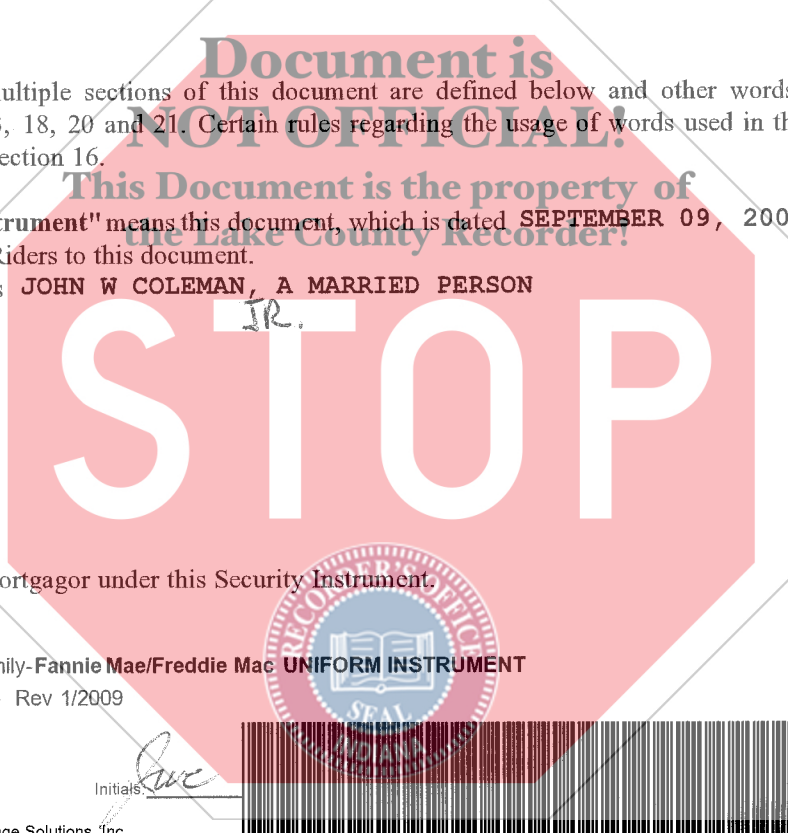 Document is
ultiple sections of this document are defined below and other words
, 18, 20 and 21. Certain rules regarding the usage of words used in th
NOT OFFICIAL!
ection 16.
This Document is the property of
trument" means this document, which is dated SEPTEMBER 09, 200
the Lake County Recorder!
Riders to this document.
s JOHN W COLEMAN, A MARRIED PERSON
JR.
STOP
ortgagor under this Security Instrument.
RECORDER'S OFFICE
SEAL
INDIANA
mily-Fannie Mae/Freddie Mac UNIFORM INSTRUMENT
Rev 1/2009
Initials:
ge Solutions, Inc.